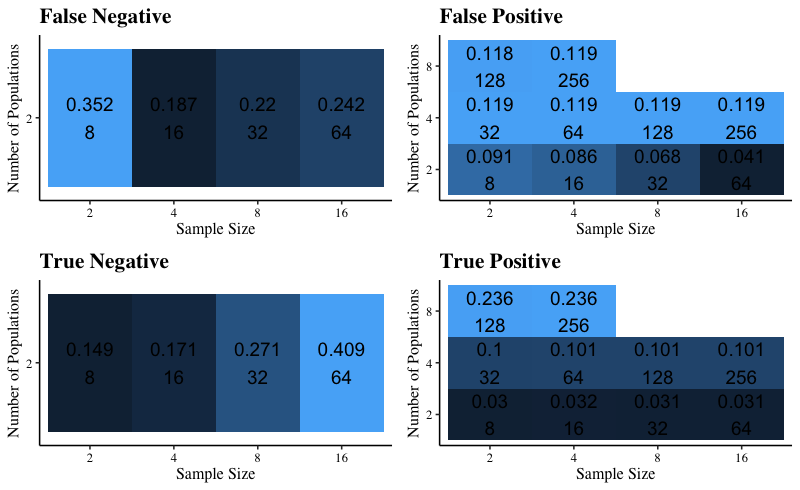 False Negative
Number of Populations
2
0.352 0.187 0.22 0.242
8 16 32 64
2 4 8 16
Sample Size
False Positive
Number of Populations
8
4
2
0.118 0.119
128 256
0.119 0.119 0.119 0.119
32 64 128 256
0.091 0.086 0.068 0.041
8 16 32 64
2 4 8 16
Sample Size
True Negative
Number of Populations
2
0.149 0.171 0.271 0.409
8 16 32 64
2 4 8 16
Sample Size
True Positive
Number of Populations
8
4
2
0.236 0.236
128 256
0.1 0.101 0.101 0.101
32 64 128 256
0.03 0.032 0.031 0.031
8 16 32 64
2 4 8 16
Sample Size